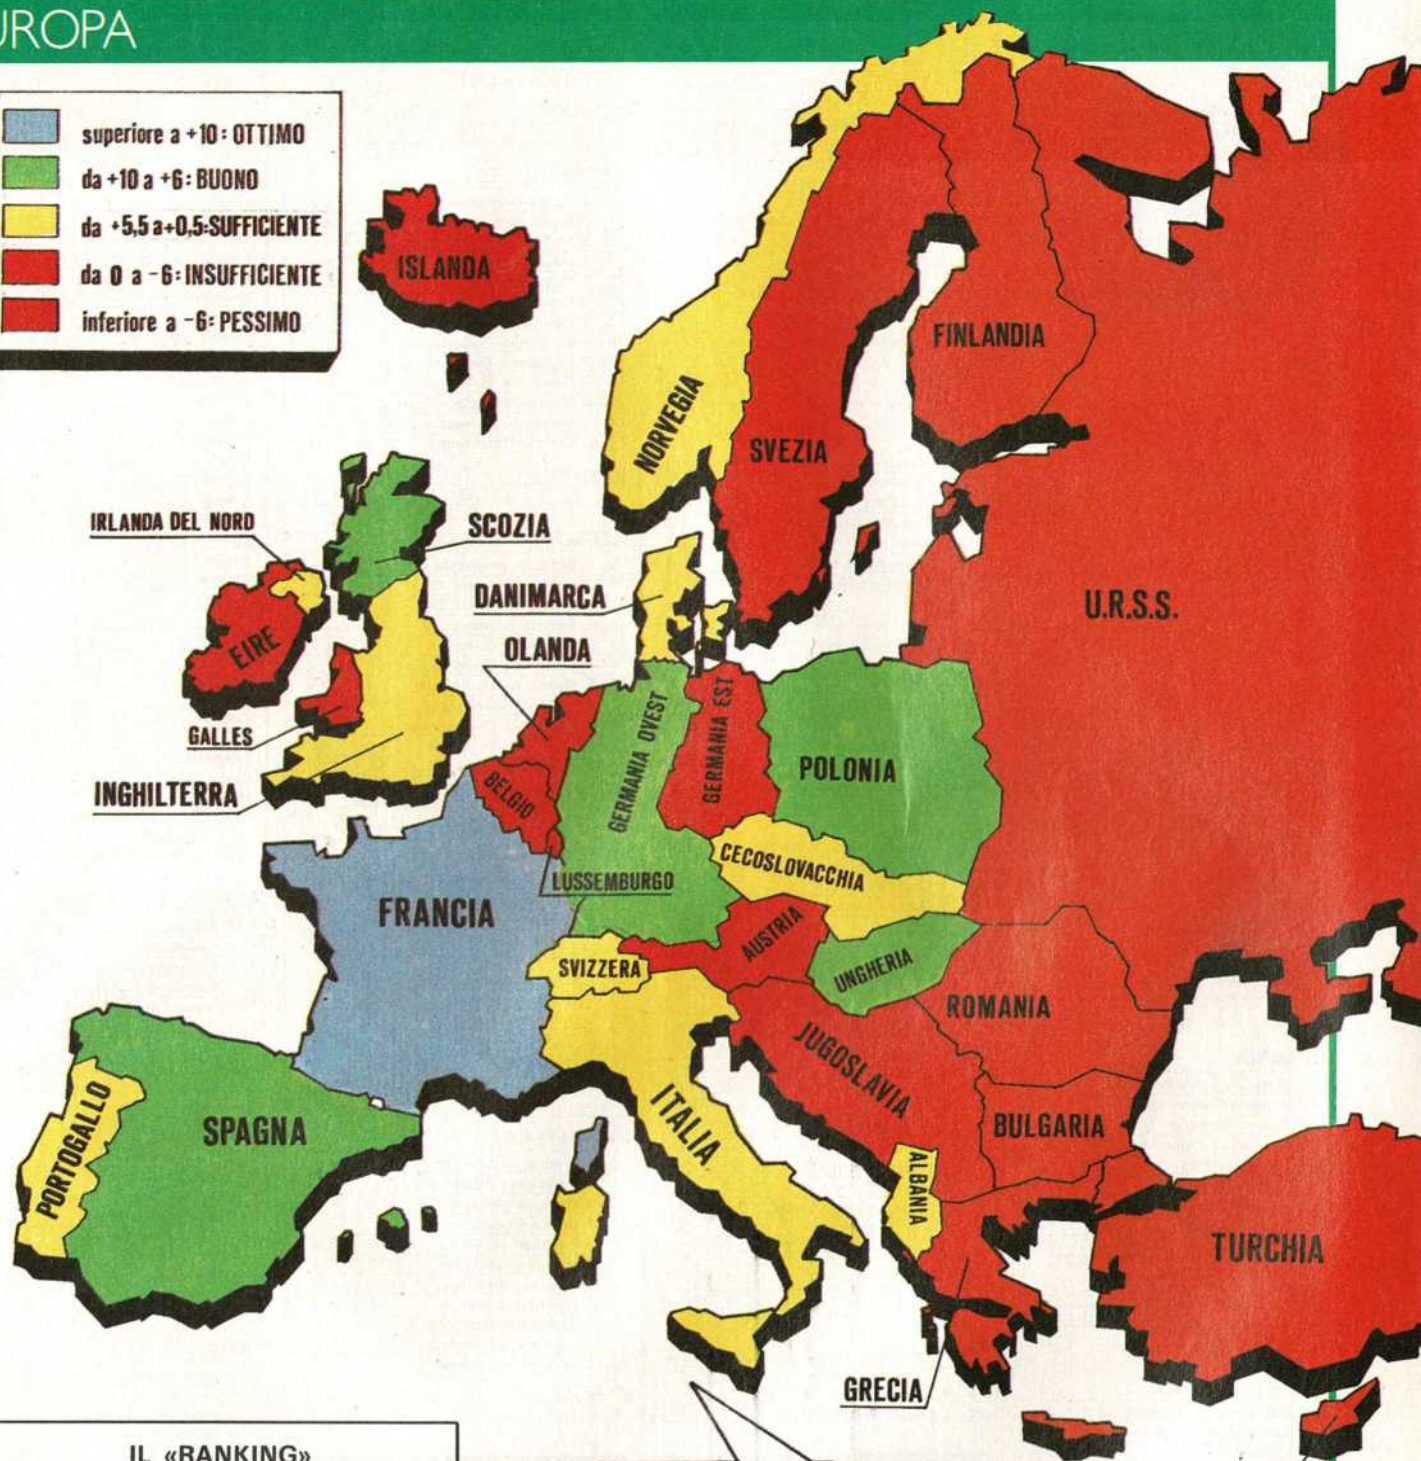 UROPA
superiore a +10: OTTIMO
da +10 a +6: BUONO
da +5,5 a +0,5: SUFFICIENTE
da 0 a -6: INSUFFICIENTE
inferiore a -6: PESSIMO
ISLANDA
FINLANDIA
NORVEGIA
SVEZIA
IRLANDA DEL NORD
SCOZIA
DANIMARCA
U.R.S.S.
OLANDA
EIRE
GALLES
GERMANIA OVEST
GERMANIA EST
POLONIA
BELGIO
INGHILTERRA
CECOSLOVACCHIA
LUSSEMBURGO
FRANCIA
AUSTRIA
SVIZZERA
UNGHERIA
ROMANIA
JUGOSLAVIA
ITALIA
BULGARIA
SPAGNA
PORTOGALLO
ALBANIA
TURCHIA
GRECIA
IL «RANKING»